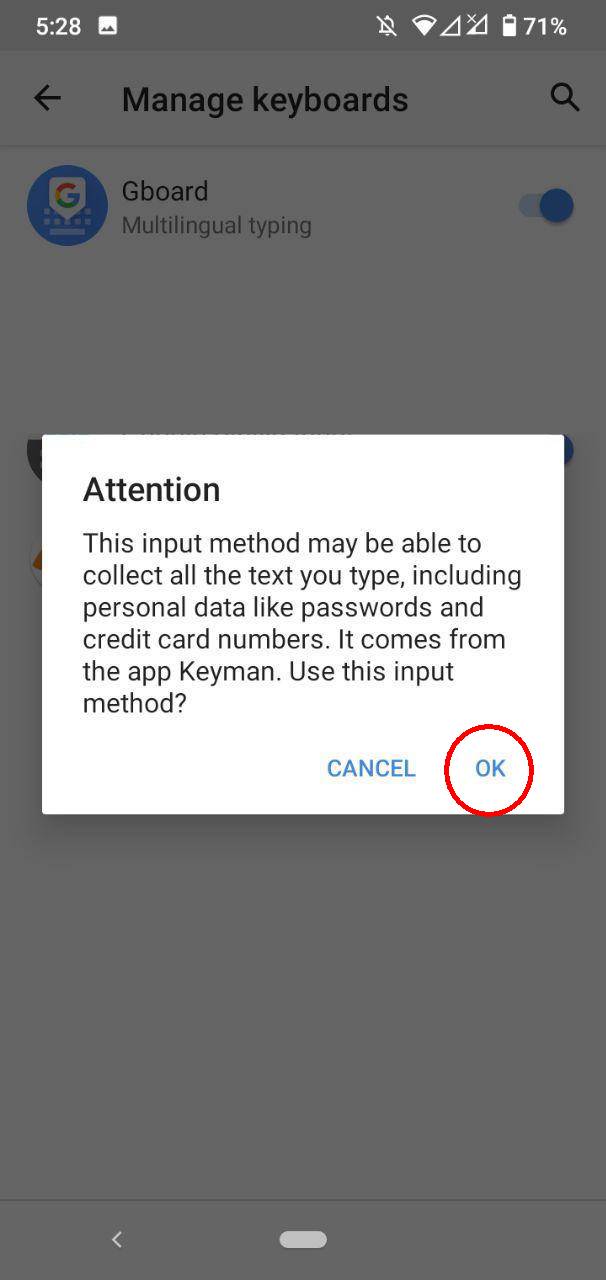 5:28
71%
Manage keyboards
Gboard
Multilingual typing
Attention
This input method may be able to
collect all the text you type, including
personal data like passwords and
credit card numbers. It comes from
the app Keyman. Use this input
method?
CANCEL OK